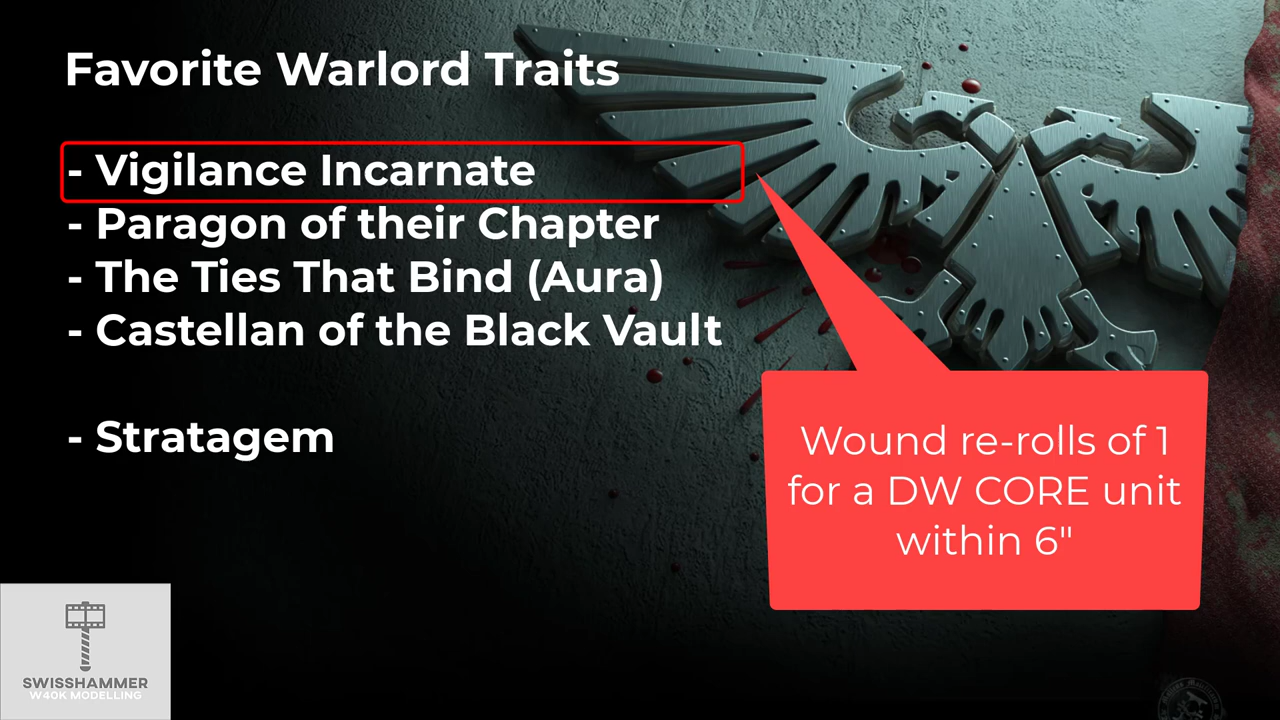 Favorite Warlord Traits
- Vigilance Incarnate
- Paragon of their Chapter
- The Ties That Bind (Aura)
- Castellan of the Black Vault
- Stratagem
Wound re-rolls of 1
for a DW CORE unit
within 6"
SWISSHAMMER
W40K MODELLING